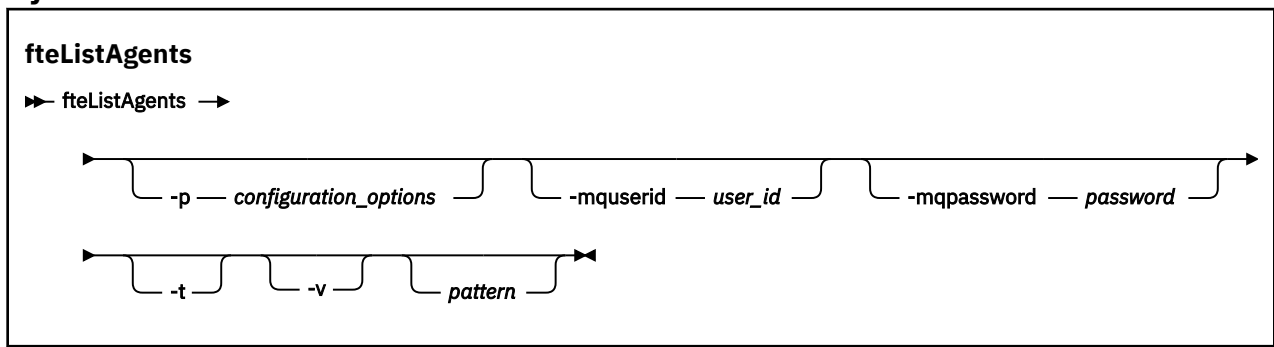 fteListAgents
fteListAgents
-p configuration_options -mquserid user_id -mqpassword password
-t -v pattern